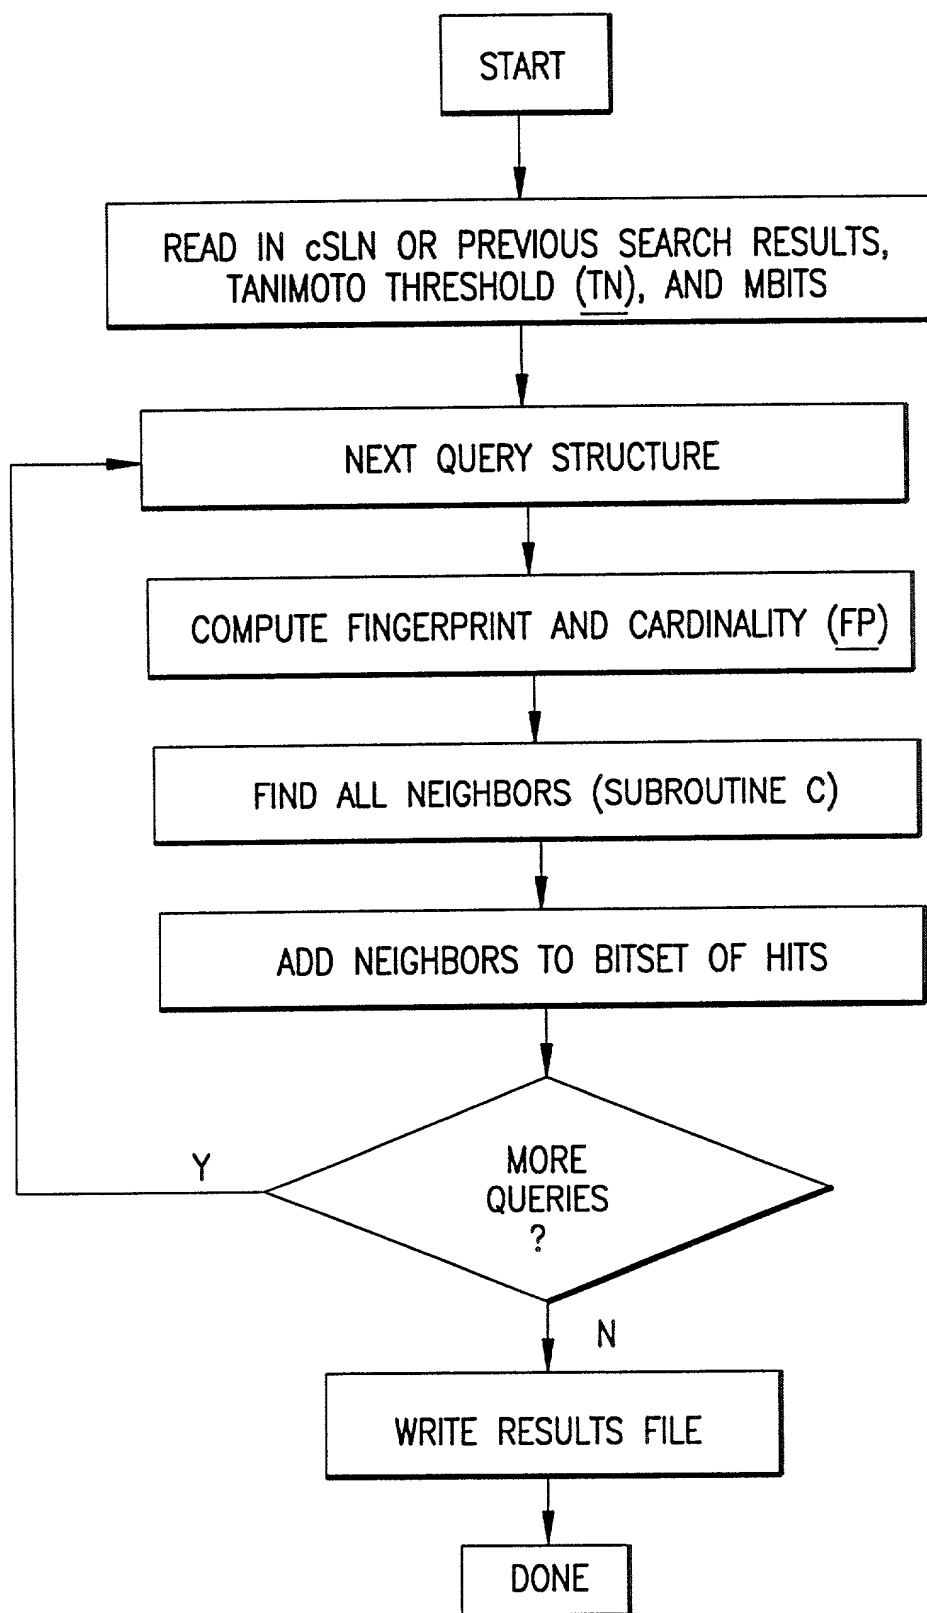 START
READ IN cSLN OR PREVIOUS SEARCH RESULTS,
TANIMOTO THRESHOLD (TN), AND MBITS
NEXT QUERY STRUCTURE
COMPUTE FINGERPRINT AND CARDINALITY (FP)
FIND ALL NEIGHBORS (SUBROUTINE C)
ADD NEIGHBORS TO BITSET OF HITS
MORE
QUERIES
?
Y
N
WRITE RESULTS FILE
DONE